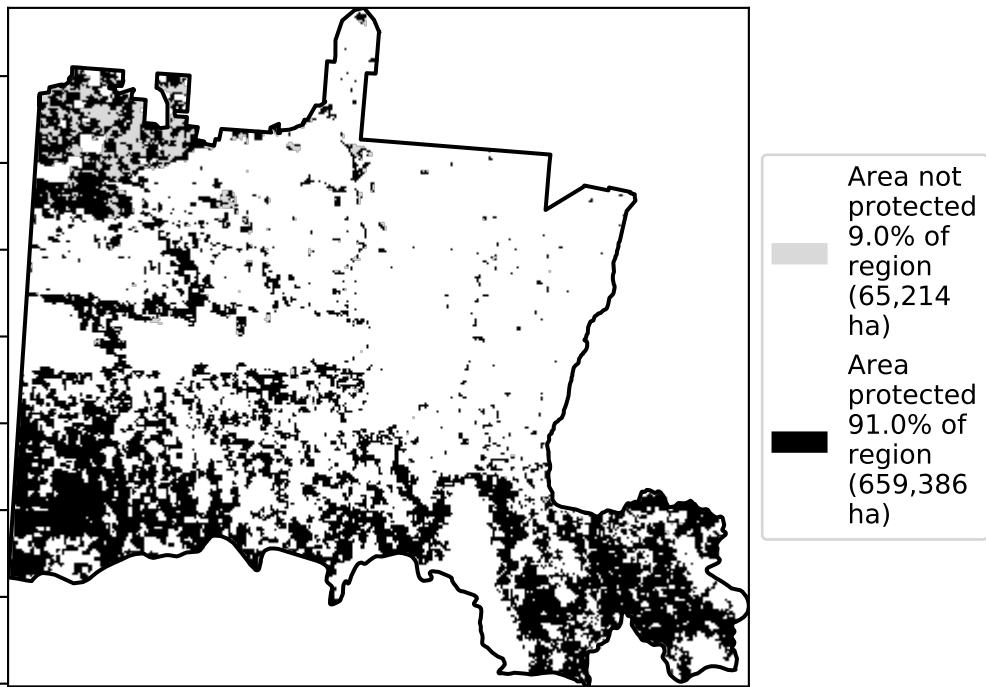 Area not
protected
9.0% of
region
(65,214
ha)
Area
protected
91.0% of
region
(659,386
ha)